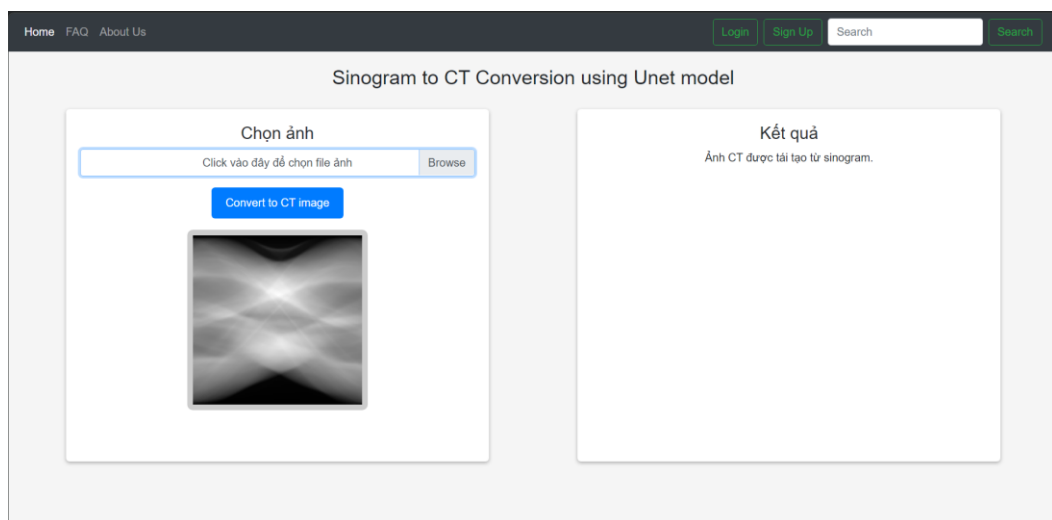 Home FAQ About Us Login Sign Up Search Search
Sinogram to CT Conversion using Unet model
Chọn ảnh
Click vào đây để chọn file ảnh Browse
Convert to CT image
Kết quả
Ảnh CT được tái tạo từ sinogram.